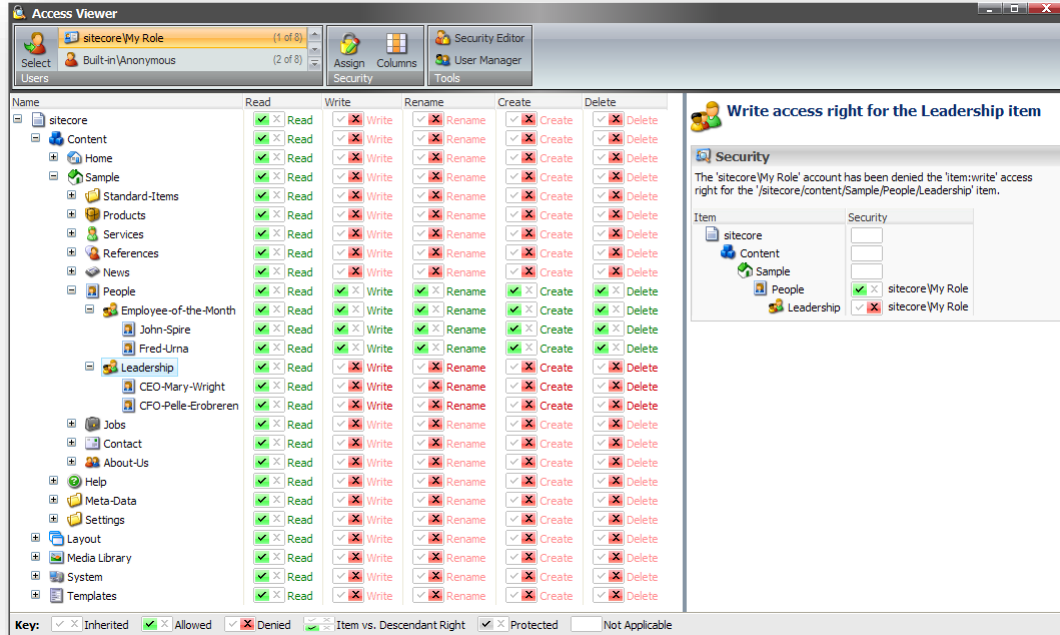 Access Viewer
Select
Users
sitecore\My Role (1 of 8)
Built-in\Anonymous (2 of 8)
Assign Columns
Security
Security Editor
User Manager
Tools
Name Read Write Rename Create Delete
sitecore Read Write Rename Create Delete
Content Read Write Rename Create Delete
Home Read Write Rename Create Delete
Sample Read Write Rename Create Delete
Standard-Items Read Write Rename Create Delete
Products Read Write Rename Create Delete
Services Read Write Rename Create Delete
References Read Write Rename Create Delete
News Read Write Rename Create Delete
People Read Write Rename Create Delete
Employee-of-the-Month Read Write Rename Create Delete
John-Spire Read Write Rename Create Delete
Fred-Urna Read Write Rename Create Delete
Leadership Read Write Rename Create Delete
CEO-Mary-Wright Read Write Rename Create Delete
CFO-Pelle-Erobreren Read Write Rename Create Delete
Jobs Read Write Rename Create Delete
Contact Read Write Rename Create Delete
About-Us Read Write Rename Create Delete
Help Read Write Rename Create Delete
Meta-Data Read Write Rename Create Delete
Settings Read Write Rename Create Delete
Layout Read Write Rename Create Delete
Media Library Read Write Rename Create Delete
System Read Write Rename Create Delete
Templates Read Write Rename Create Delete
Write access right for the Leadership item
Security
The 'sitecore\My Role' account has been denied the 'item:write' access
right for the '/sitecore/content/Sample/People/Leadership' item.
Item Security
sitecore
Content
Sample
People sitecore\My Role
Leadership sitecore\My Role
Key: Inherited Allowed Denied Item vs. Descendant Right Protected Not Applicable